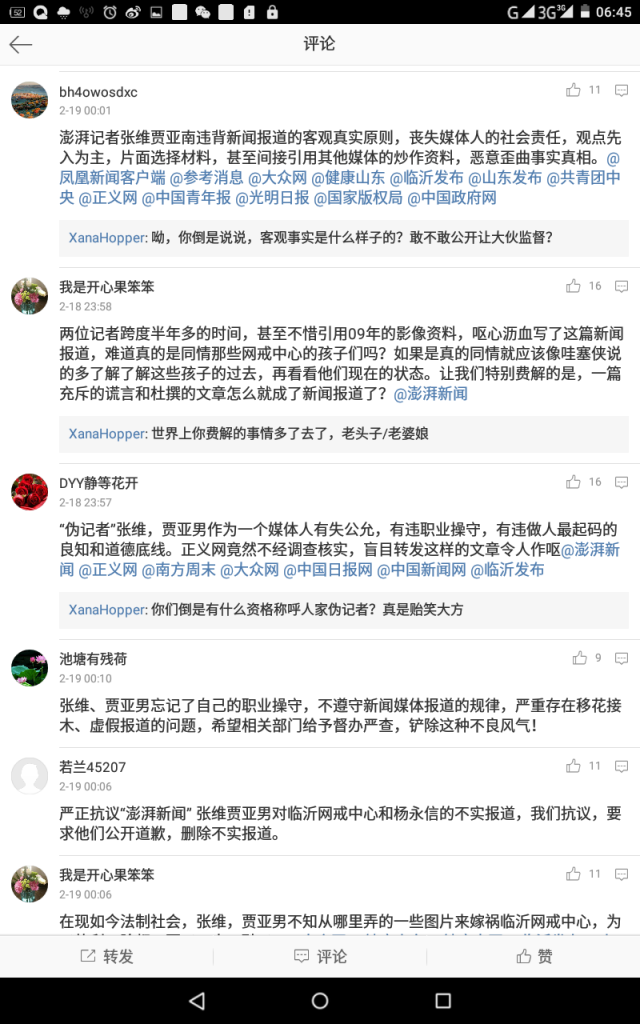 52
G 3G 3G 06:45
评论
bh4owosdxc
11
2-19 00:01
澎湃记者张维贾亚南违背新闻报道的客观真实原则，丧失媒体人的社会责任，观点先
入为主，片面选择材料，甚至间接引用其他媒体的炒作资料，恶意歪曲事实真相。@
凤凰新闻客户端 @参考消息 @大众网 @健康山东 @临沂发布 @山东发布 @共青团中
央 @正义网 @中国青年报 @光明日报 @国家版权局 @中国政府网
XanaHopper: 呦，你倒是说说，客观事实是什么样子的？敢不敢公开让大伙监督？
我是开心果笨笨
16
2-18 23:58
两位记者跨度半年多的时间，甚至不惜引用09年的影像资料，呕心沥血写了这篇新闻
报道，难道真的是同情那些网戒中心的孩子们吗？如果是真的同情就应该像哇塞侠说
的多了解了解这些孩子的过去，再看看他们现在的状态。让我们特别费解的是，一篇
充斥的谎言和杜撰的文章怎么就成了新闻报道了？@澎湃新闻
XanaHopper: 世界上你费解的事情多了去了，老头子/老婆娘
DYY静等花开
16
2-18 23:57
“伪记者”张维，贾亚男作为一个媒体人有失公允，有违职业操守，有违做人最起码的
良知和道德底线。正义网竟然不经调查核实，盲目转发这样的文章令人作呕@澎湃新
闻 @正义网 @南方周末 @大众网 @中国日报网 @中国新闻网 @临沂发布
XanaHopper: 你们倒是有什么资格称呼人家伪记者？真是贻笑大方
池塘有残荷
9
2-19 00:10
张维、贾亚男忘记了自己的职业操守，不遵守新闻媒体报道的规律，严重存在移花接
木、虚假报道的问题，希望相关部门给予督办严查，铲除这种不良风气！
若兰45207
11
2-19 00:06
严正抗议“澎湃新闻” 张维贾亚男对临沂网戒中心和杨永信的不实报道，我们抗议，要
求他们公开道歉，删除不实报道。
我是开心果笨笨
11
2-19 00:06
在现如今法制社会，张维，贾亚男不知从哪里弄的一些图片来嫁祸临沂网戒中心，为
转发
评论
赞